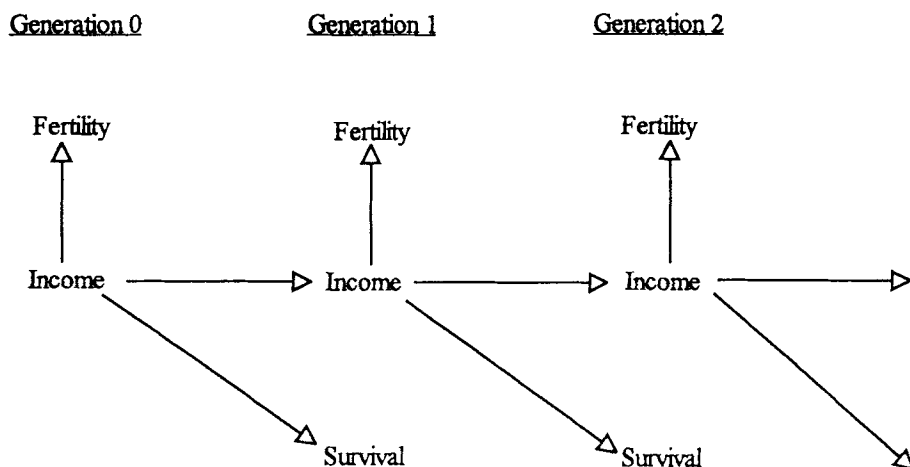 Generation 0 Generation 1 Generation 2
Fertility Fertility Fertility
Income Income Income
Survival Survival